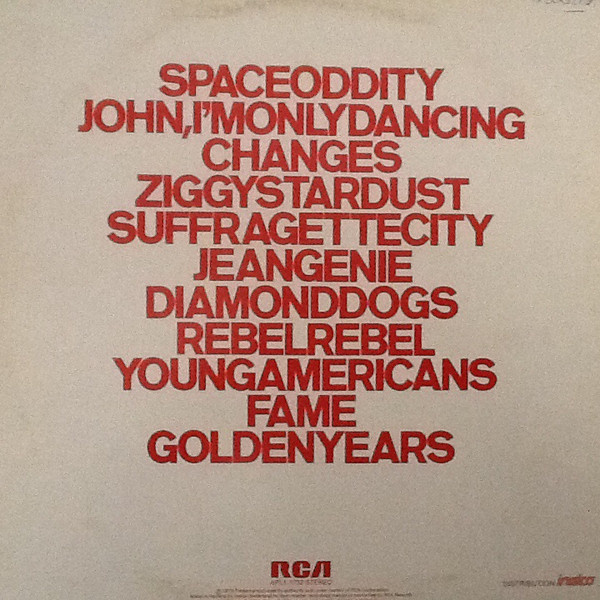 SPACEODDITY
JOHN,I'MONLYDANCING
CHANGES
ZIGGYSTARDUST
SUFFRAGETTECITY
JEANGENIE
DIAMONDDOGS
REBELREBEL
YOUNGAMERICANS
FAME
GOLDENYEARS
RCA
STEREO
DISTRIBUTION